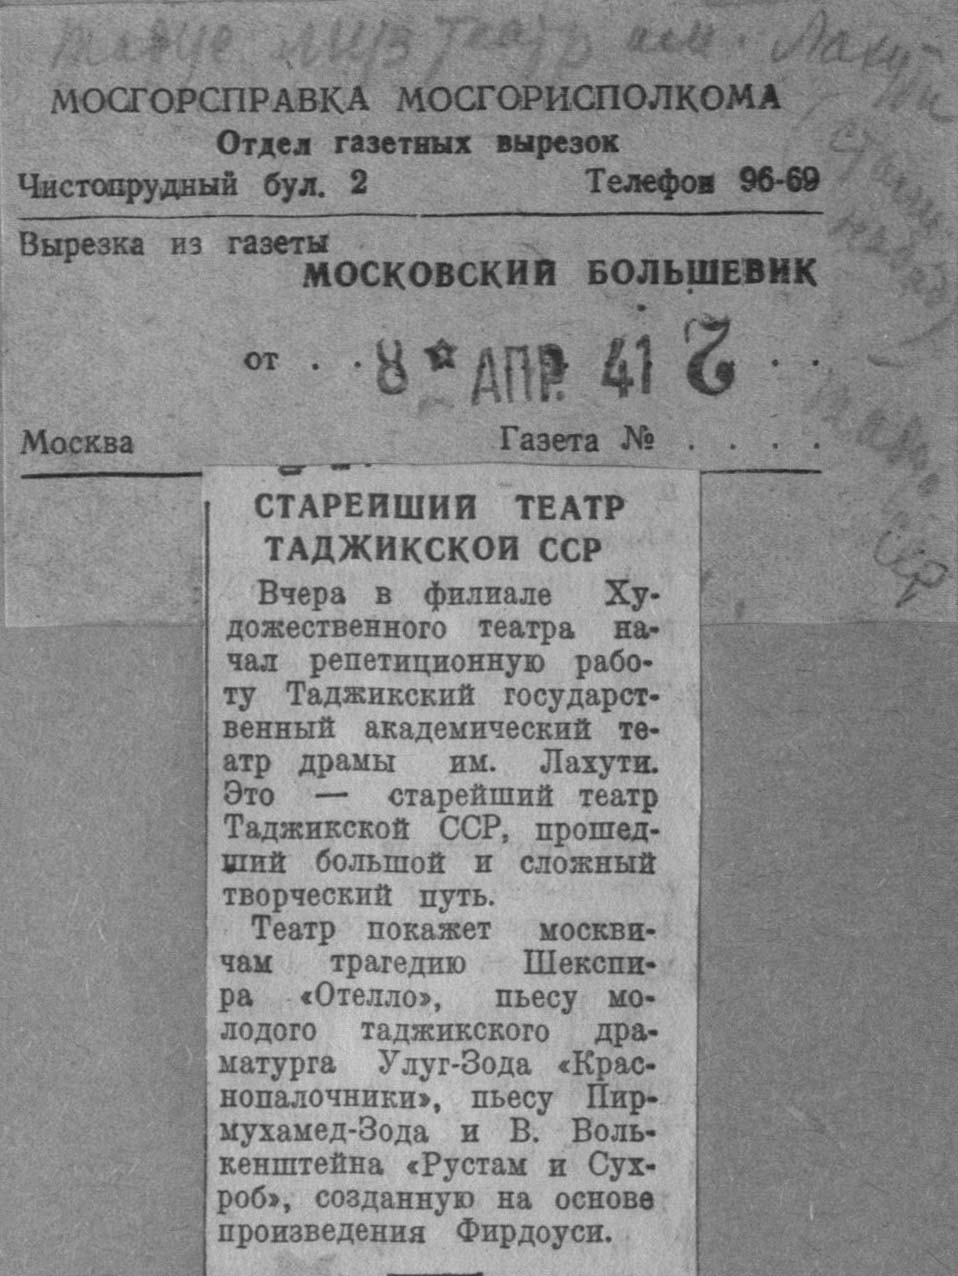 театр им. Лахути
МОСГОРСПРАВКА МОСГОРИСПОЛКОМА
Отдел газетных вырезок
Чистопрудный бул. 2 Телефон 96-69
Вырезка из газеты
МОСКОВСКИЙ БОЛЬШЕВИК
от . . 8 АПР. 41 . .
Москва Газета № . . . .
СТАРЕЙШИЙ ТЕАТР
ТАДЖИКСКОЙ ССР
Вчера в филиале Ху-
дожественного театра на-
чал репетиционную рабо-
ту Таджикский государст-
венный академический те-
атр драмы им. Лахути.
Это — старейший театр
Таджикской ССР, прошед-
ший большой и сложный
творческий путь.
Театр покажет москви-
чам трагедию Шекспи-
ра «Отелло», пьесу мо-
лодого таджикского дра-
матурга Улуг-Зода «Крас-
нопалочники», пьесу Пир-
мухамед-Зода и В. Воль-
кенштейна «Рустам и Сух-
роб», созданную на основе
произведения Фирдоуси.